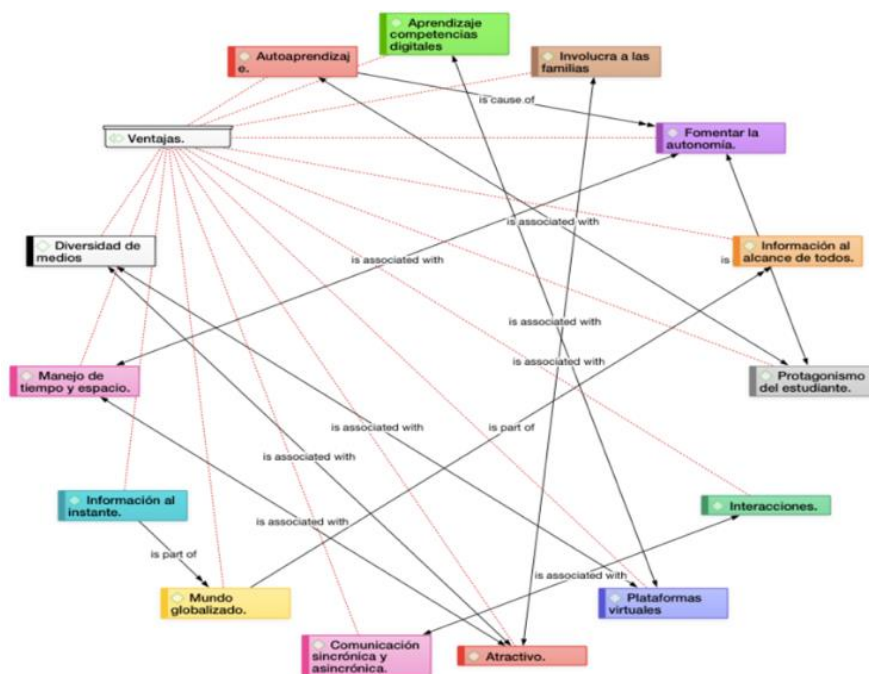 Aprendizaje
competencias
digitales
Autoaprendizaj
e.
Involucra a las
familias
is cause of
Ventajas.
Fomentar la
autonomía.
is associated with
Diversidad de
medios
is associated with
Información al
alcance de todos.
is
is associated with
is associated with
Manejo de
tiempo y espacio.
Protagonismo
del estudiante.
is associated with
is part of
is associated with
Información al
instante.
Interacciones.
is associated with
is part of
is associated with
Mundo
globalizado.
Plataformas
virtuales
Comunicación
sincrónica y
asincrónica.
Atractivo.